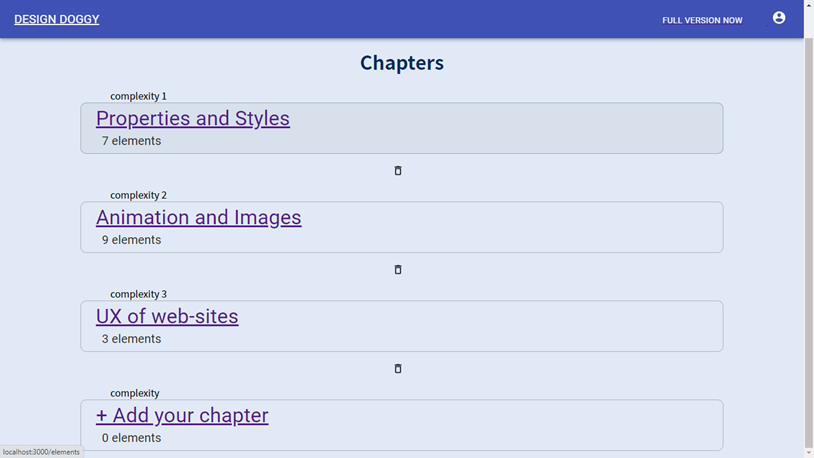 DESIGN DOGGY
FULL VERSION NOW
Chapters
complexity 1
Properties and Styles
7 elements
complexity 2
Animation and Images
9 elements
complexity 3
UX of web-sites
3 elements
complexity
+ Add your chapter
0 elements
localhost:3000/elements